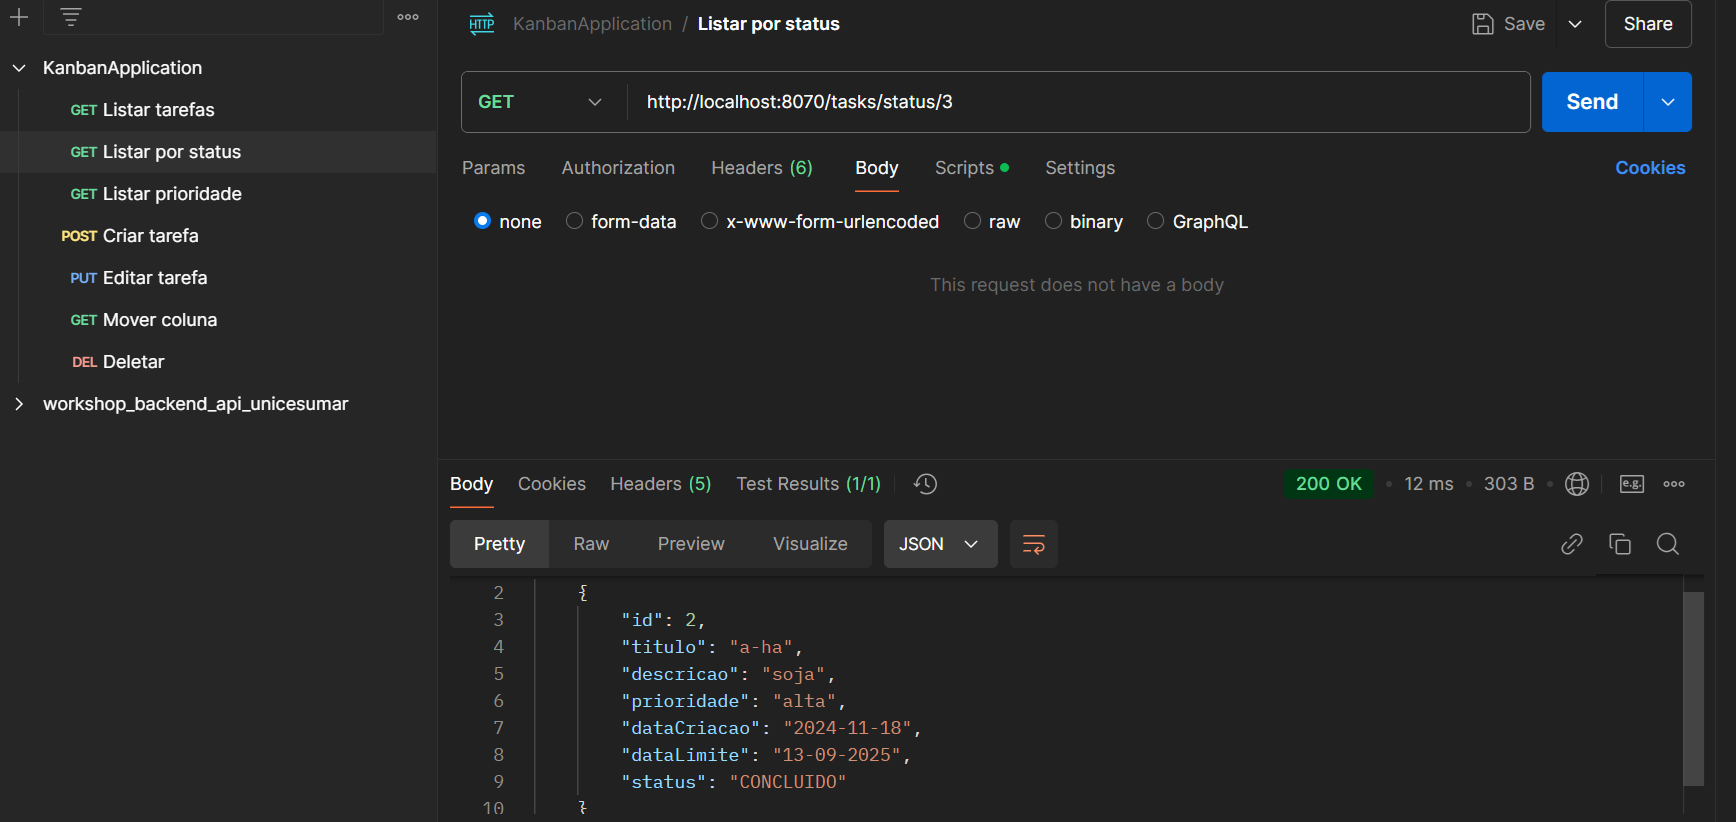 HTTP KanbanApplication / Listar por status
Save
Share
KanbanApplication
GET Listar tarefas
GET Listar por status
GET Listar prioridade
POST Criar tarefa
PUT Editar tarefa
GET Mover coluna
DEL Deletar
workshop_backend_api_unicesumar
GET http://localhost:8070/tasks/status/3
Send
Params Authorization Headers (6) Body Scripts Settings Cookies
none form-data x-www-form-urlencoded raw binary GraphQL
This request does not have a body
Body Cookies Headers (5) Test Results (1/1) 200 OK • 12 ms • 303 B • e.g.
Pretty Raw Preview Visualize JSON
2 {
3 "id": 2,
4 "titulo": "a-ha",
5 "descricao": "soja",
6 "prioridade": "alta",
7 "dataCriacao": "2024-11-18",
8 "dataLimite": "13-09-2025",
9 "status": "CONCLUIDO"
10 }